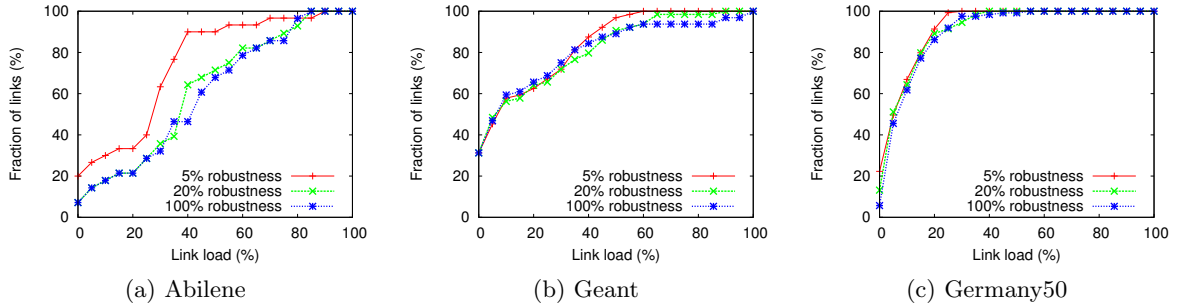 Fraction of links (%)
100
80
60
40
20
0
5% robustness
20% robustness
100% robustness
0 20 40 60 80 100
Link load (%)
(a) Abilene
Fraction of links (%)
100
80
60
40
20
0
5% robustness
20% robustness
100% robustness
0 20 40 60 80 100
Link load (%)
(b) Geant
Fraction of links (%)
100
80
60
40
20
0
5% robustness
20% robustness
100% robustness
0 20 40 60 80 100
Link load (%)
(c) Germany50